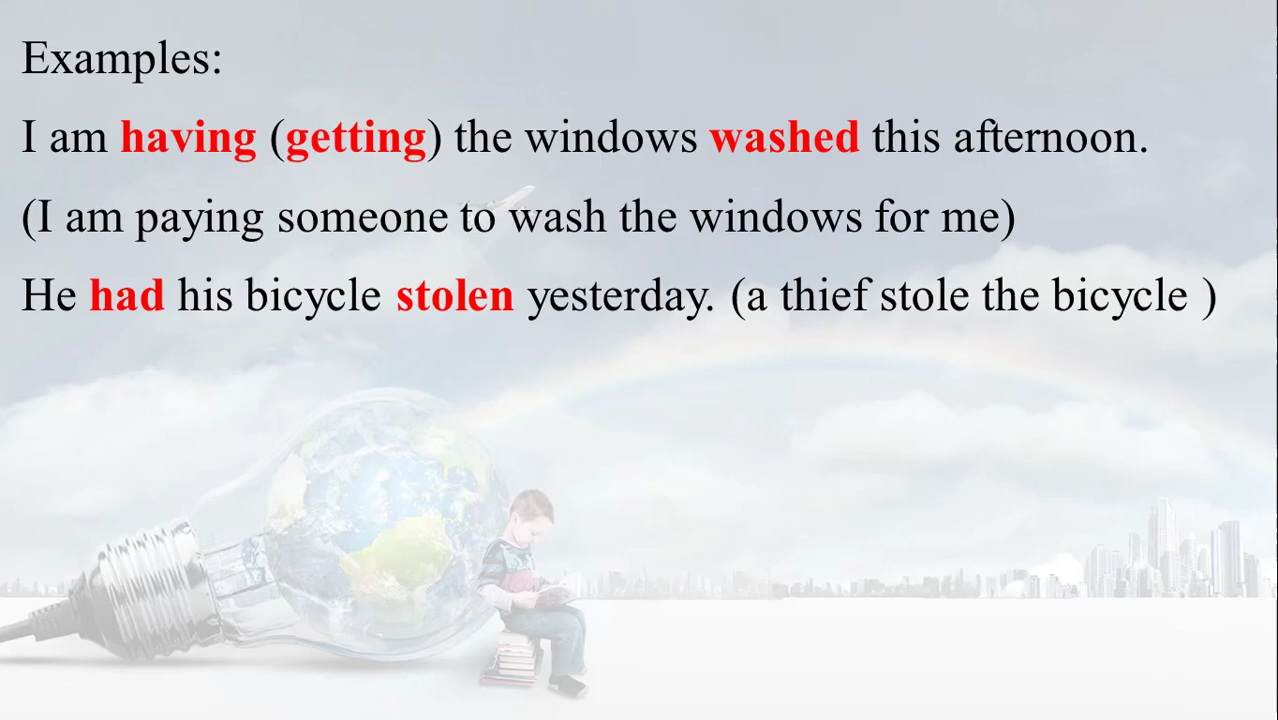 Examples:
I am having (getting) the windows washed this afternoon.
(I am paying someone to wash the windows for me)
He had his bicycle stolen yesterday. (a thief stole the bicycle )